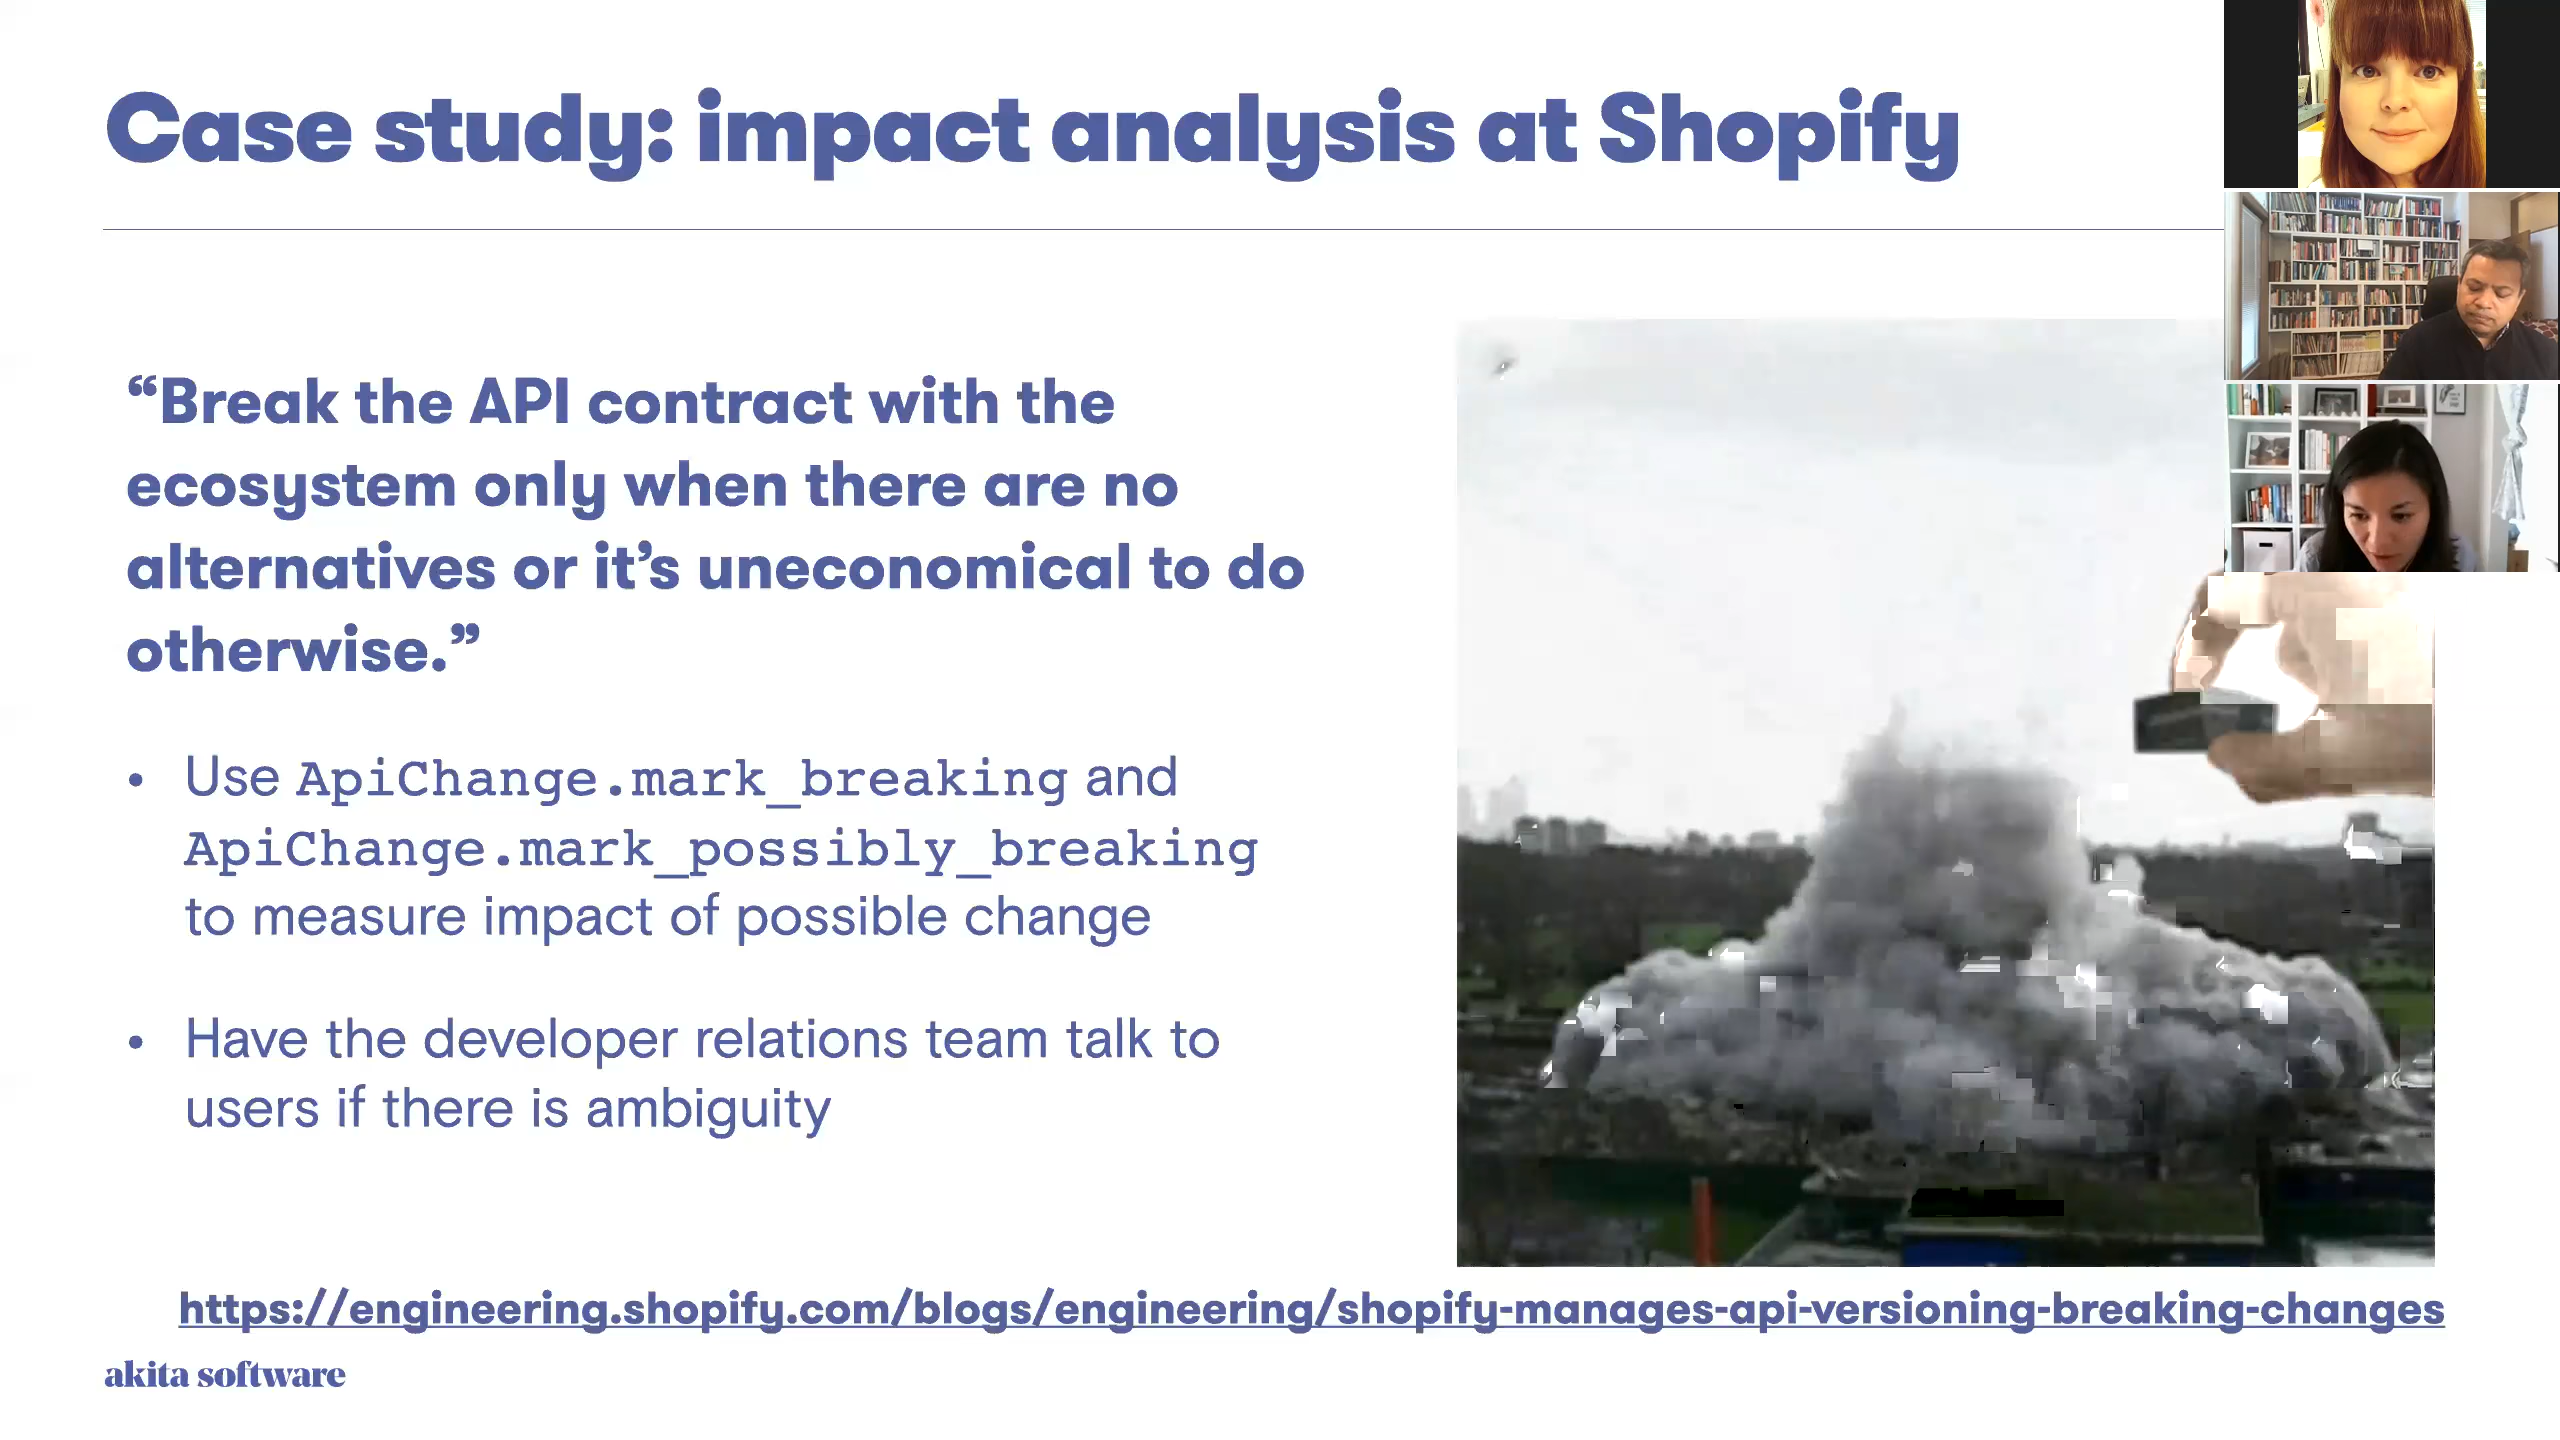 Case study: impact analysis at Shopify
“Break the API contract with the
ecosystem only when there are no
alternatives or it’s uneconomical to do
otherwise.”
• Use ApiChange.mark_breaking and
ApiChange.mark_possibly_breaking
to measure impact of possible change
• Have the developer relations team talk to
users if there is ambiguity
https://engineering.shopify.com/blogs/engineering/shopify-manages-api-versioning-breaking-changes
akita software